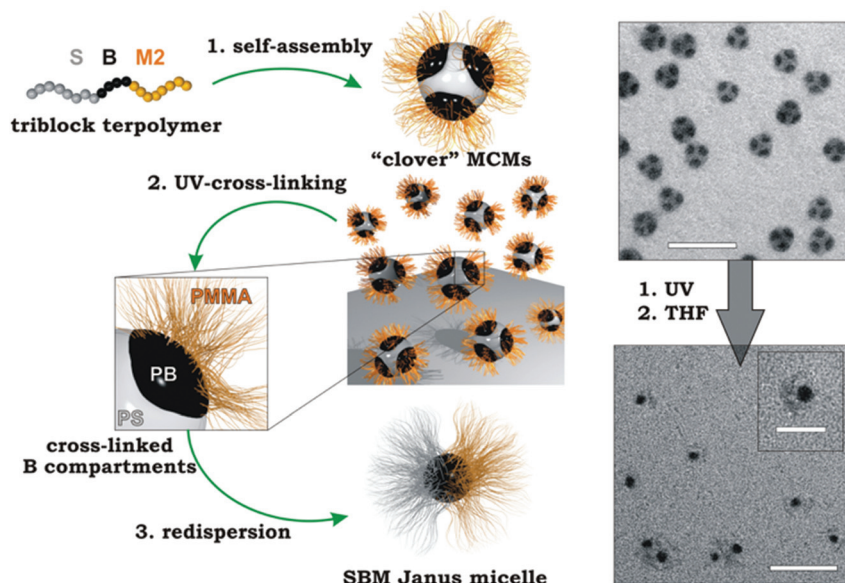 S B M2
triblock terpolymer
1. self-assembly
"clover" MCMs
2. UV-cross-linking
PMMA
PB
PS
cross-linked
B compartments
3. redispersion
SBM Janus micelle
1. UV
2. THF